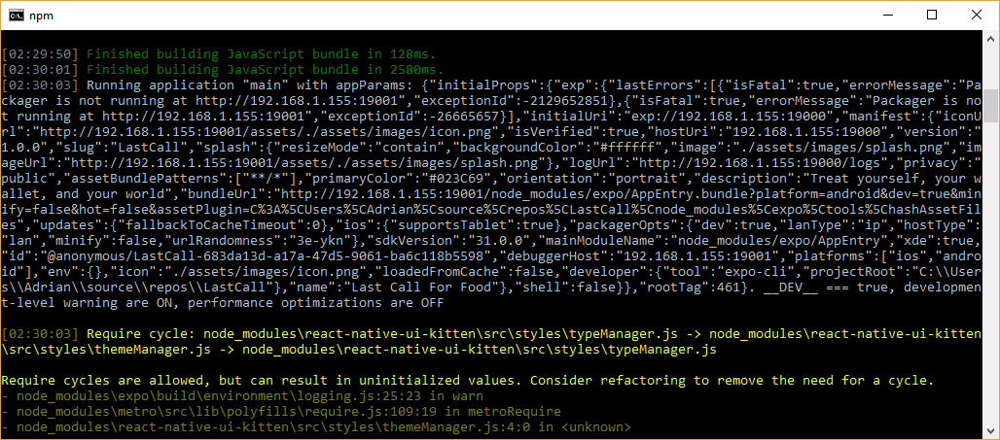 npm
[02:29:50] Finished building JavaScript bundle in 128ms.
[02:30:01] Finished building JavaScript bundle in 2580ms.
[02:30:03] Running application "main" with appParams: {"initialProps":{"exp":{"lastErrors":[{"isFatal":true,"errorMessage":"Pa
ckager is not running at http://192.168.1.155:19001","exceptionId":-2129652851},{"isFatal":true,"errorMessage":"Packager is no
t running at http://192.168.1.155:19001","exceptionId":-26665657}],"initialUri":"exp://192.168.1.155:19000","manifest":{"iconU
rl":"http://192.168.1.155:19001/assets/./assets/images/icon.png","isVerified":true,"hostUri":"192.168.1.155:19000","version":"
1.0.0","slug":"LastCall","splash":{"resizeMode":"contain","backgroundColor":"#ffffff","image":"./assets/images/splash.png","im
ageUrl":"http://192.168.1.155:19001/assets/./assets/images/splash.png"},"logUrl":"http://192.168.1.155:19000/logs","privacy":"
public","assetBundlePatterns":["**/*"],"primaryColor":"#023C69","orientation":"portrait","description":"Treat yourself, your w
allet, and your world","bundleUrl":"http://192.168.1.155:19001/node_modules/expo/AppEntry.bundle?platform=android&dev=true&min
ify=false&hot=false&assetPlugin=C%3A%5CUsers%5CAdrian%5Csource%5Crepos%5CLastCall%5Cnode_modules%5Cexpo%5Ctools%5ChashAssetFil
es","updates":{"fallbackToCacheTimeout":0},"ios":{"supportsTablet":true},"packagerOpts":{"dev":true,"lanType":"ip","hostType":
"lan","minify":false,"urlRandomness":"3e-ykn"},"sdkVersion":"31.0.0","mainModuleName":"node_modules/expo/AppEntry","xde":true,
"id":"@anonymous/LastCall-683da13d-a17a-47d5-9061-ba6c118b5598","debuggerHost":"192.168.1.155:19001","platforms":["ios","andro
id"],"env":{},"icon":"./assets/images/icon.png","loadedFromCache":false,"developer":{"tool":"expo-cli","projectRoot":"C:\\User
s\\Adrian\\source\\repos\\LastCall"},"name":"Last Call For Food"},"shell":false}},"rootTag":461}. __DEV__ === true, developmen
t-level warning are ON, performance optimizations are OFF
[02:30:03] Require cycle: node_modules\react-native-ui-kitten\src\styles\typeManager.js -> node_modules\react-native-ui-kitten
\src\styles\themeManager.js -> node_modules\react-native-ui-kitten\src\styles\typeManager.js
Require cycles are allowed, but can result in uninitialized values. Consider refactoring to remove the need for a cycle.
- node_modules\expo\build\environment\logging.js:25:23 in warn
- node_modules\metro\src\lib\polyfills\require.js:109:19 in metroRequire
- node_modules\react-native-ui-kitten\src\styles\themeManager.js:4:0 in <unknown>